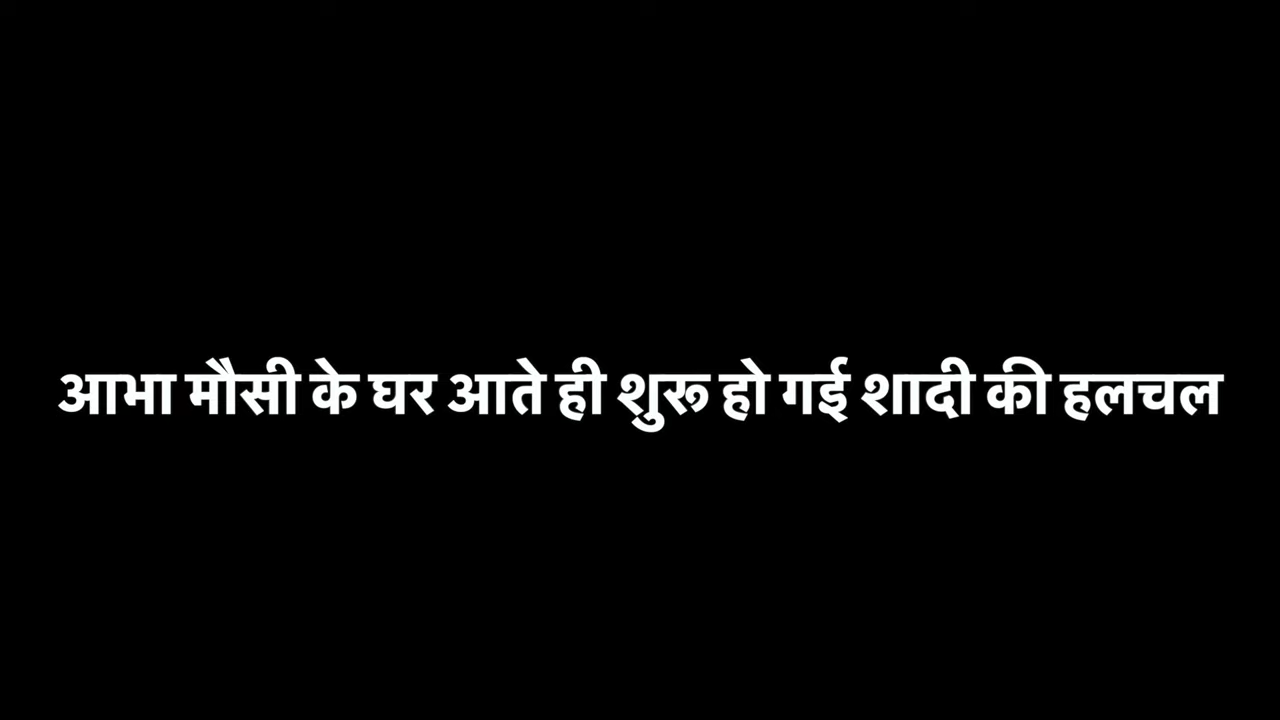 आभा मौसी के घर आते ही शुरू हो गई शादी की हलचल